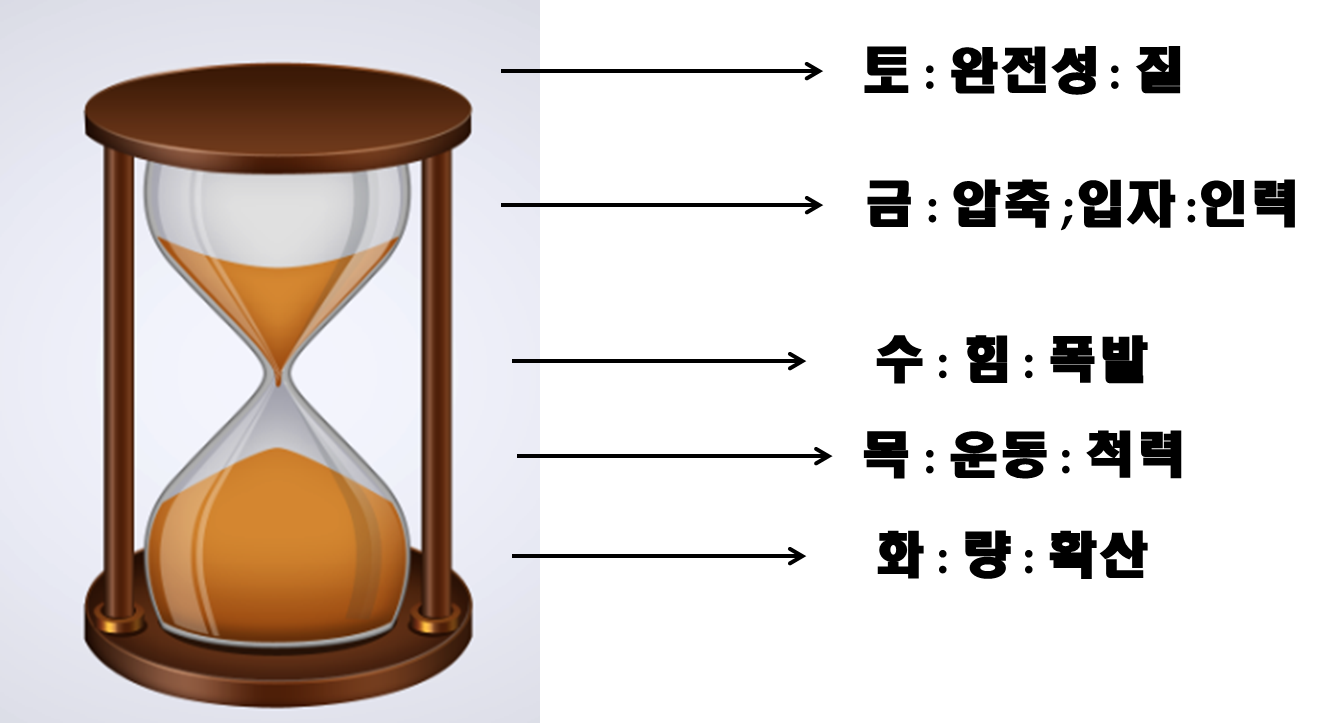 토 : 완전성 : 질
금 : 압축 ;입자 :인력
수 : 힘 : 폭발
목 : 운동 : 척력
화 : 량 : 확산